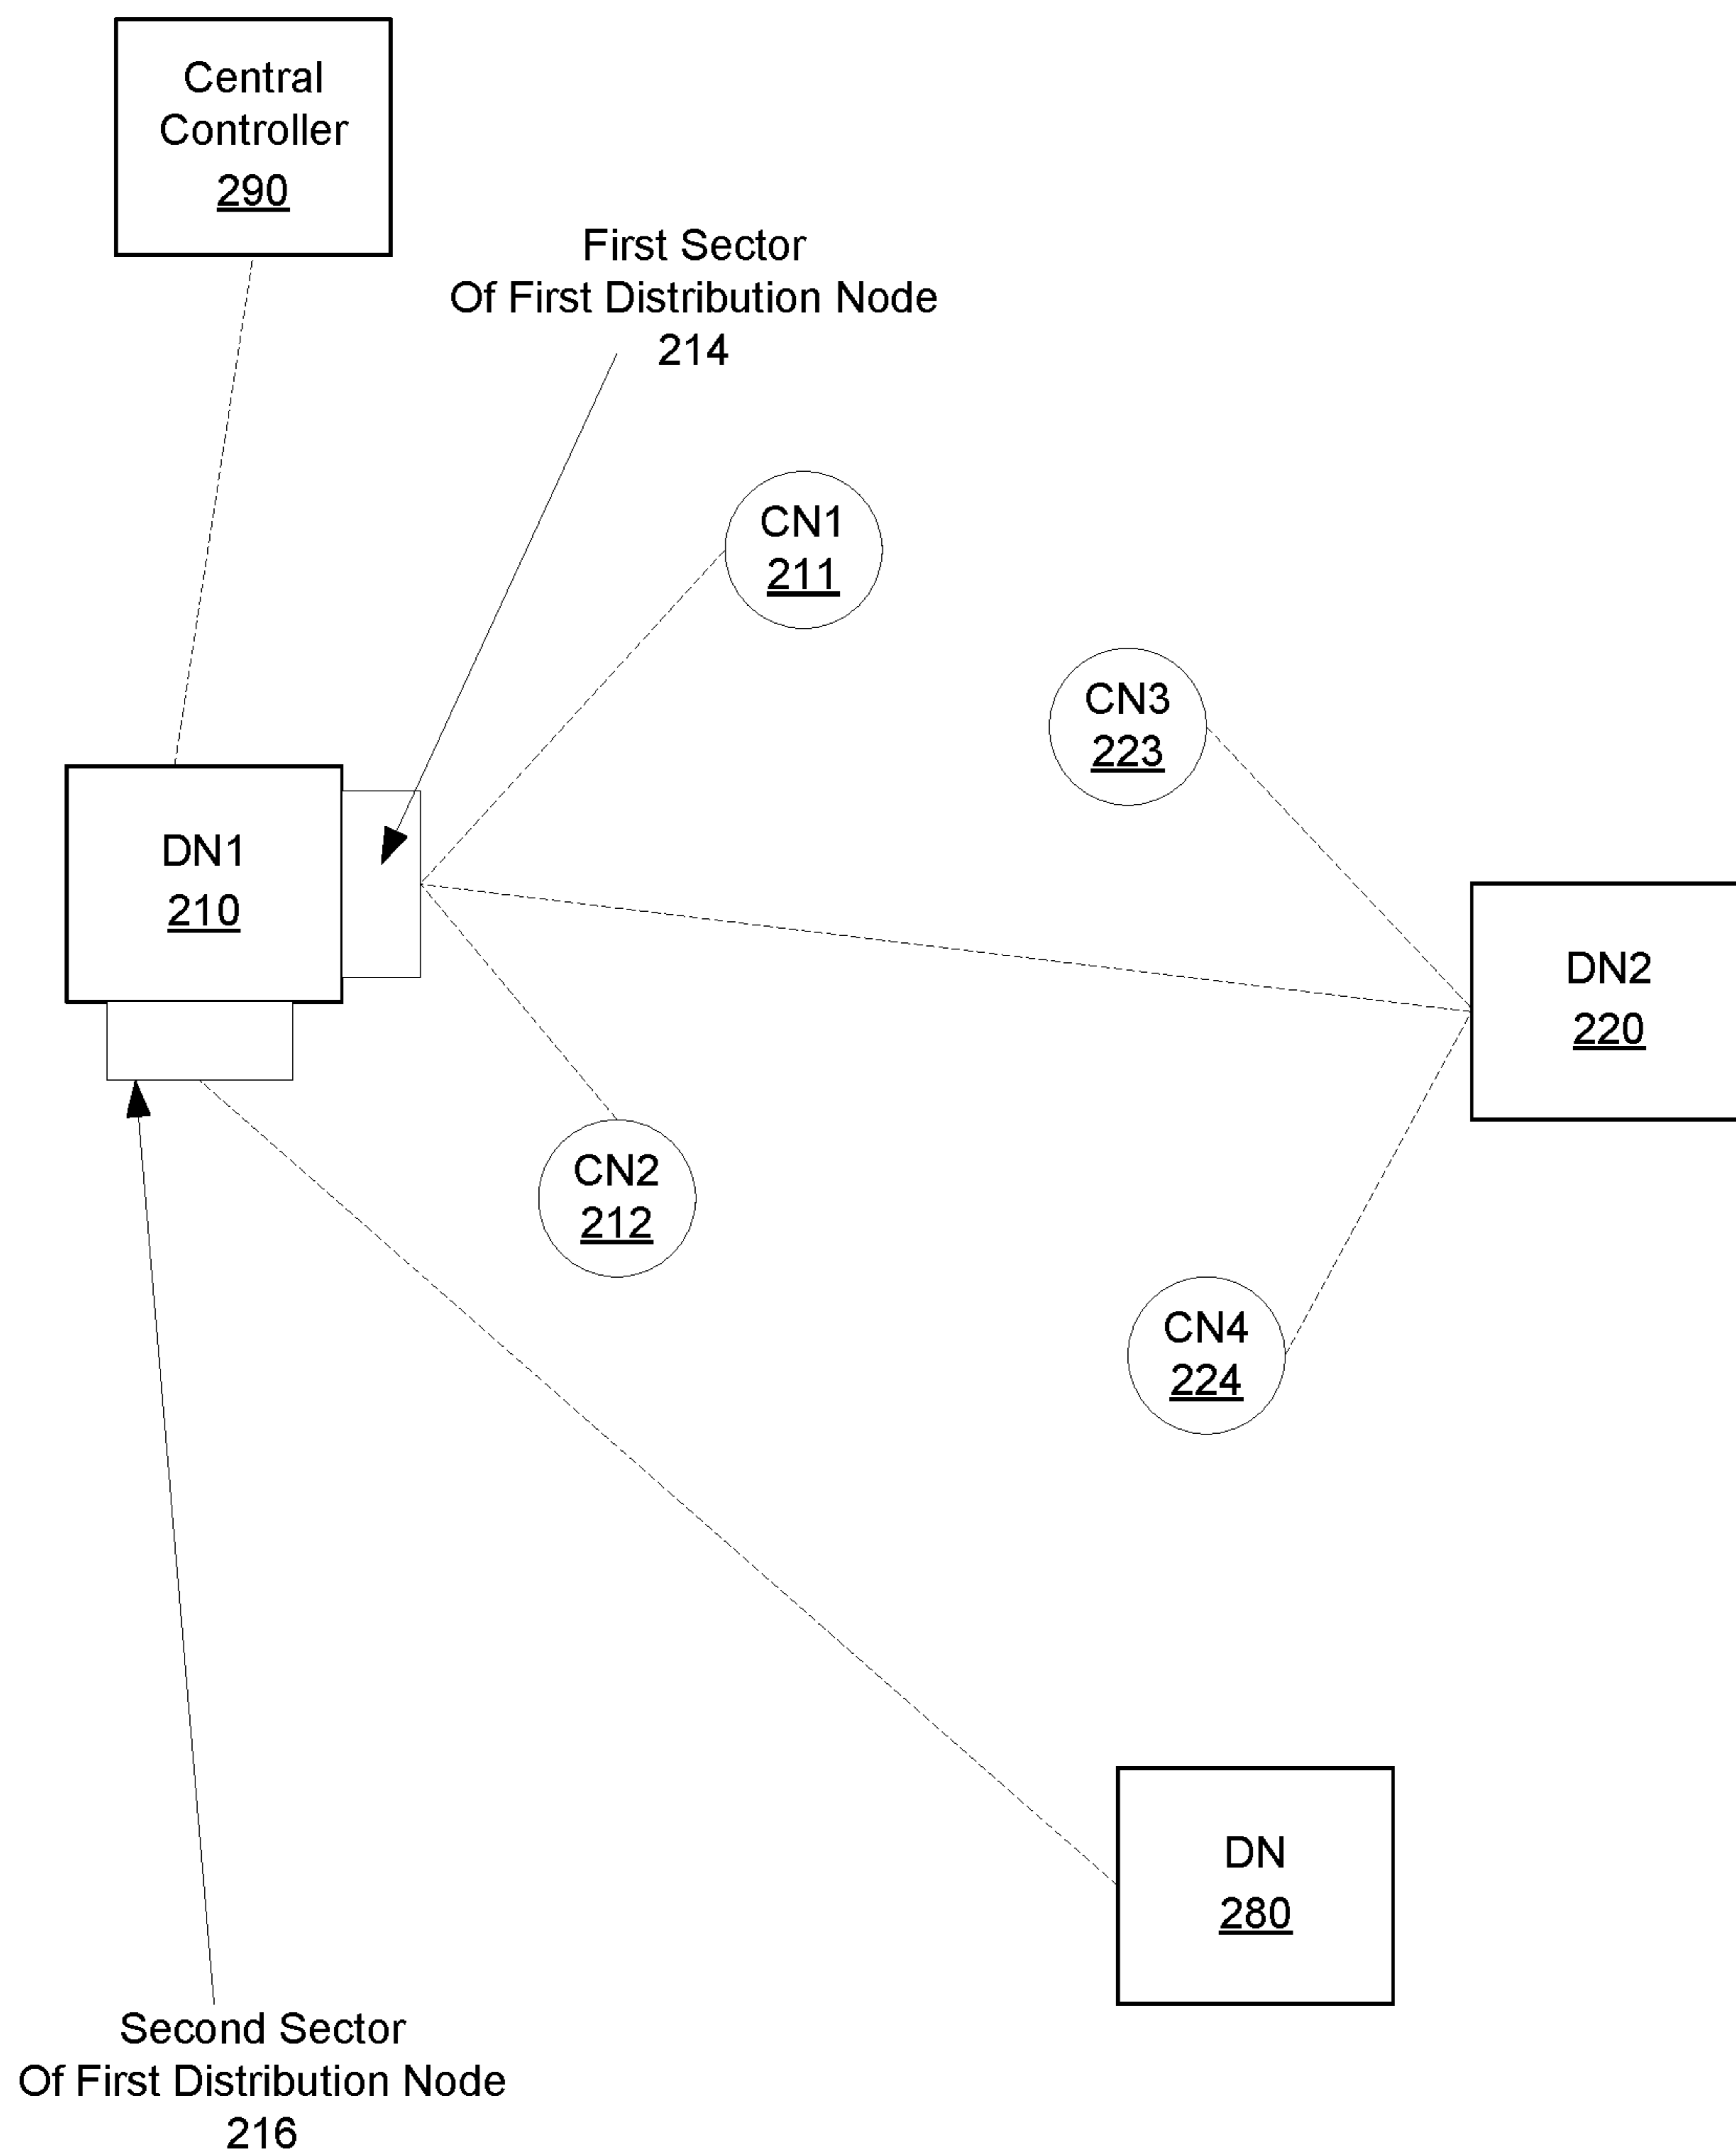 Central
Controller
290
First Sector
Of First Distribution Node
214
CN1
211
CN3
223
DN1
210
DN2
220
CN2
212
CN4
224
DN
280
Second Sector
Of First Distribution Node
216